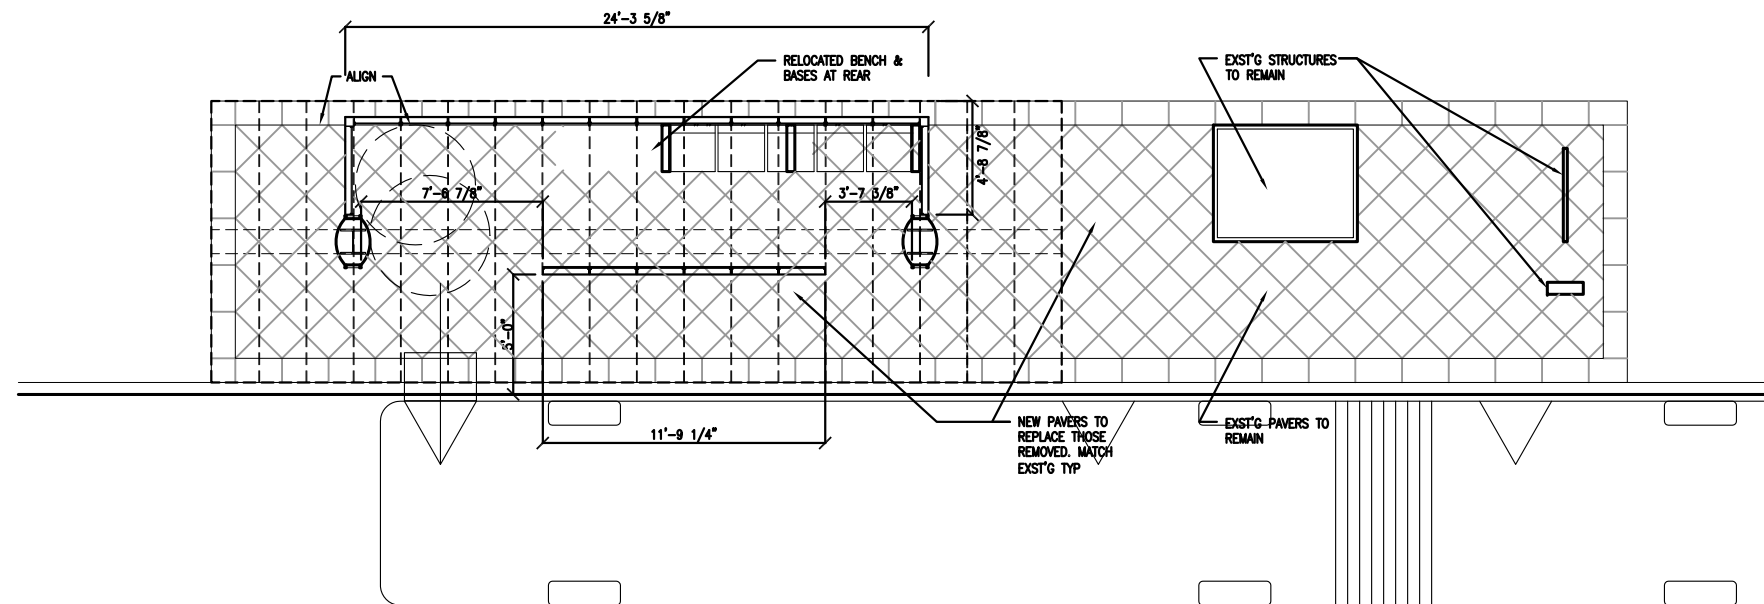 24'-3 5/8"
RELOCATED BENCH &
BASES AT REAR
EXST'G STRUCTURES
TO REMAIN
ALIGN
4'-8 7/8"
7'-6 7/8"
3'-7 3/8"
5'-0"
11'-9 1/4"
NEW PAVERS TO
REPLACE THOSE
REMOVED. MATCH
EXST'G TYP
EXST'G PAVERS TO
REMAIN